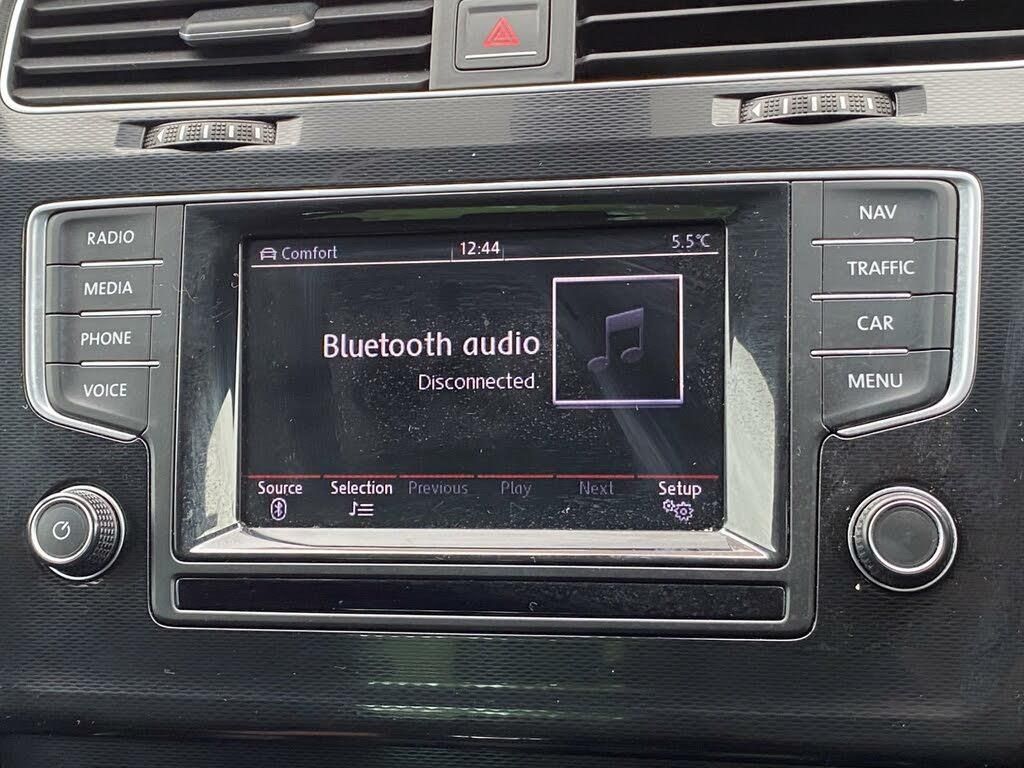 RADIO
MEDIA
PHONE
VOICE
Comfort 12:44 5.5°C
Bluetooth audio
Disconnected.
Source Selection Previous Play Next Setup
NAV
TRAFFIC
CAR
MENU